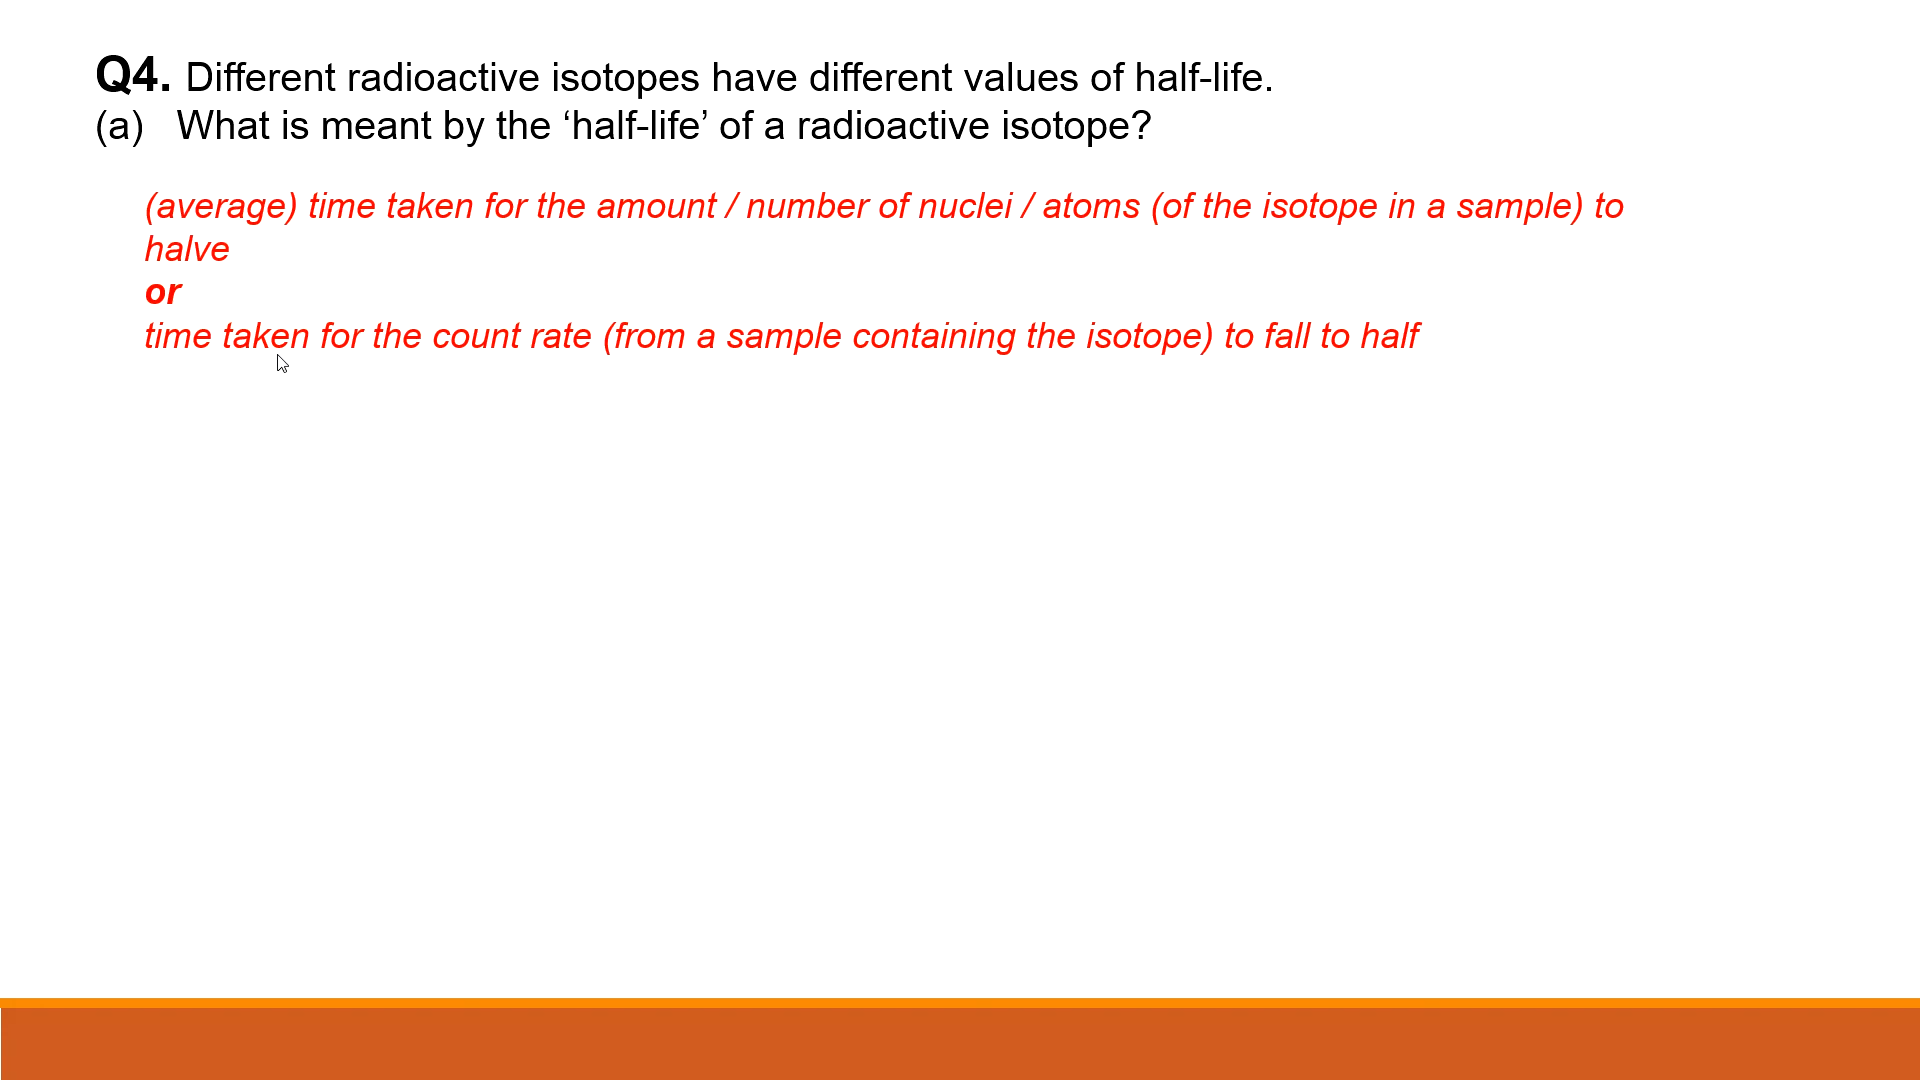 Q4. Different radioactive isotopes have different values of half-life.
(a) What is meant by the ‘half-life’ of a radioactive isotope?
(average) time taken for the amount / number of nuclei / atoms (of the isotope in a sample) to
halve
or
time taken for the count rate (from a sample containing the isotope) to fall to half